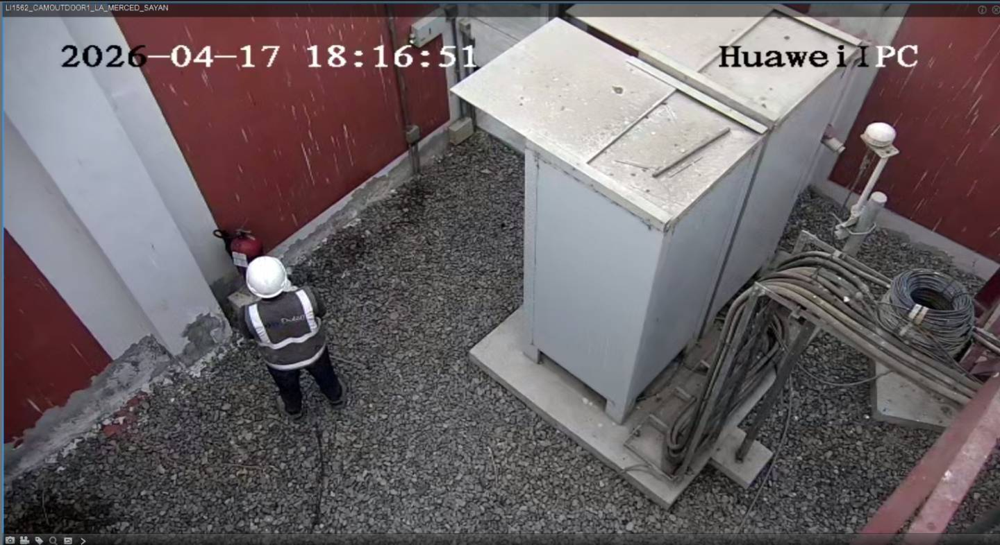 LI1562_CAMOUTDOOR1_LA_MERCED_SAYAN
2026-04-17 18:16:51
Huawei IPC